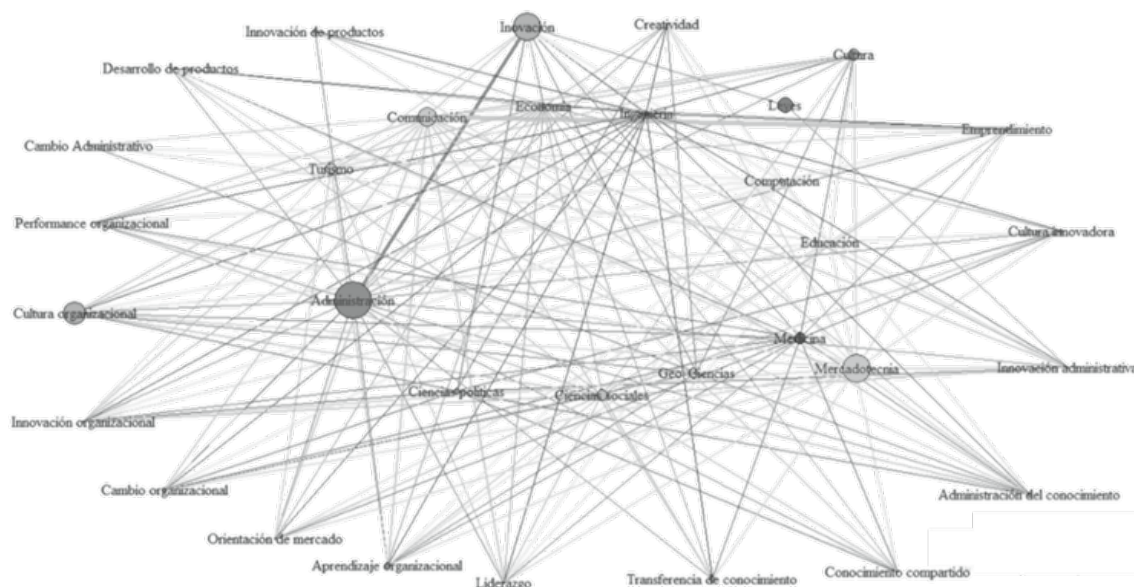 Inovación
Creatividad
Innovación de productos
Cultura
Desarrollo de productos
Leyes
Economía
Ingeniería
Comunicación
Emprendimiento
Cambio Administrativo
Turismo
Computación
Performance organizacional
Cultura innovadora
Educación
Administración
Cultura organizacional
Medicina
Innovación administrativa
Mercadotecnia
Geo-Ciencias
Ciencias políticas
Ciencias sociales
Innovación organizacional
Cambio organizacional
Administración del conocimiento
Orientación de mercado
Aprendizaje organizacional
Conocimiento compartido
Liderazgo
Transferencia de conocimiento